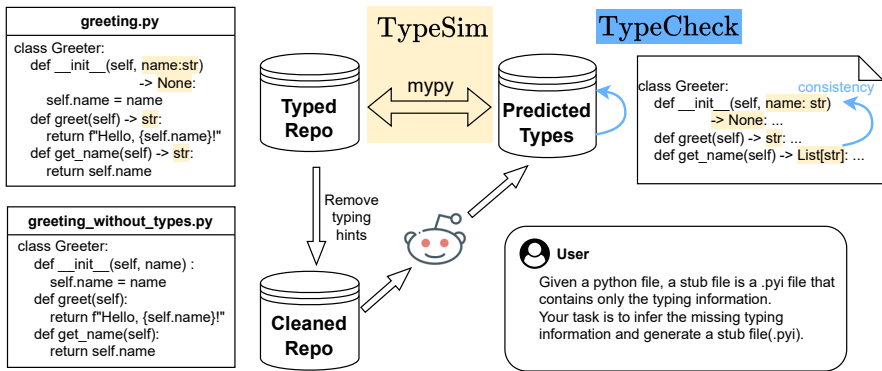 greeting.py
class Greeter:
def __init__(self, name:str)
-> None:
self.name = name
def greet(self) -> str:
return f"Hello, {self.name}!"
def get_name(self) -> str:
return self.name
greeting_without_types.py
class Greeter:
def __init__(self, name) :
self.name = name
def greet(self):
return f"Hello, {self.name}!"
def get_name(self):
return self.name
TypeSim
mypy
Typed
Repo
Remove
typing
hints
Cleaned
Repo
Predicted
Types
TypeCheck
consistency
class Greeter:
def __init__(self, name: str)
-> None: ...
def greet(self) -> str: ...
def get_name(self) -> List[str]: ...
User
Given a python file, a stub file is a .pyi file that
contains only the typing information.
Your task is to infer the missing typing
information and generate a stub file(.pyi).